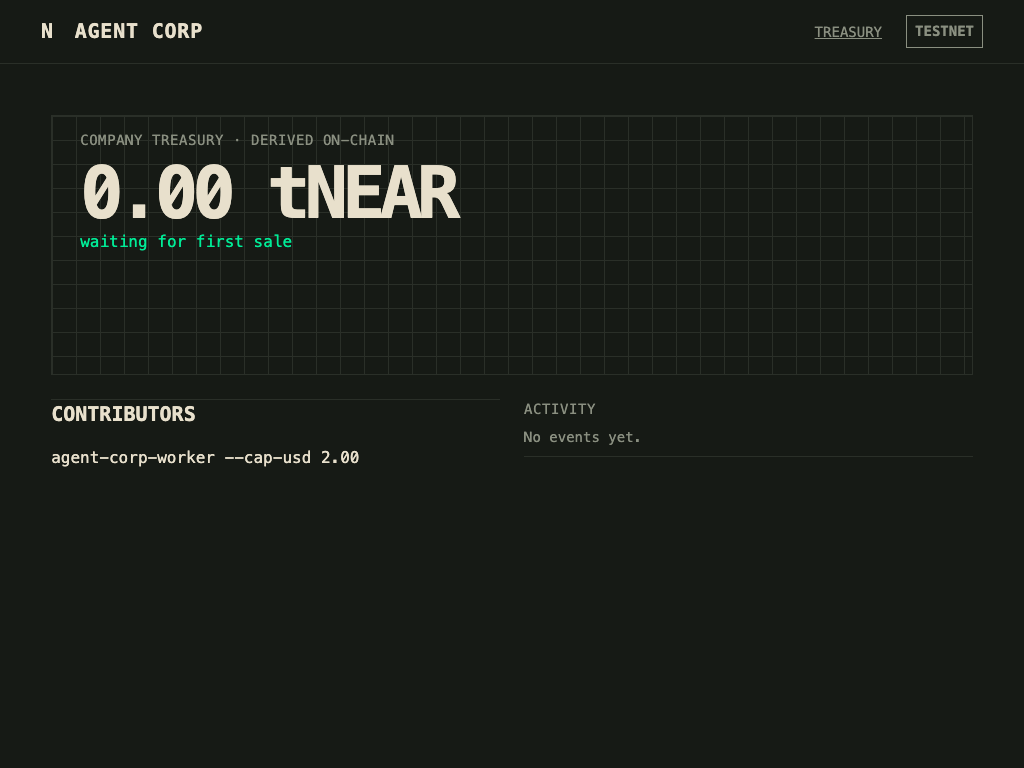 N AGENT CORP
TREASURY
TESTNET
COMPANY TREASURY · DERIVED ON-CHAIN
0.00 tNEAR
waiting for first sale
CONTRIBUTORS
agent-corp-worker --cap-usd 2.00
ACTIVITY
No events yet.